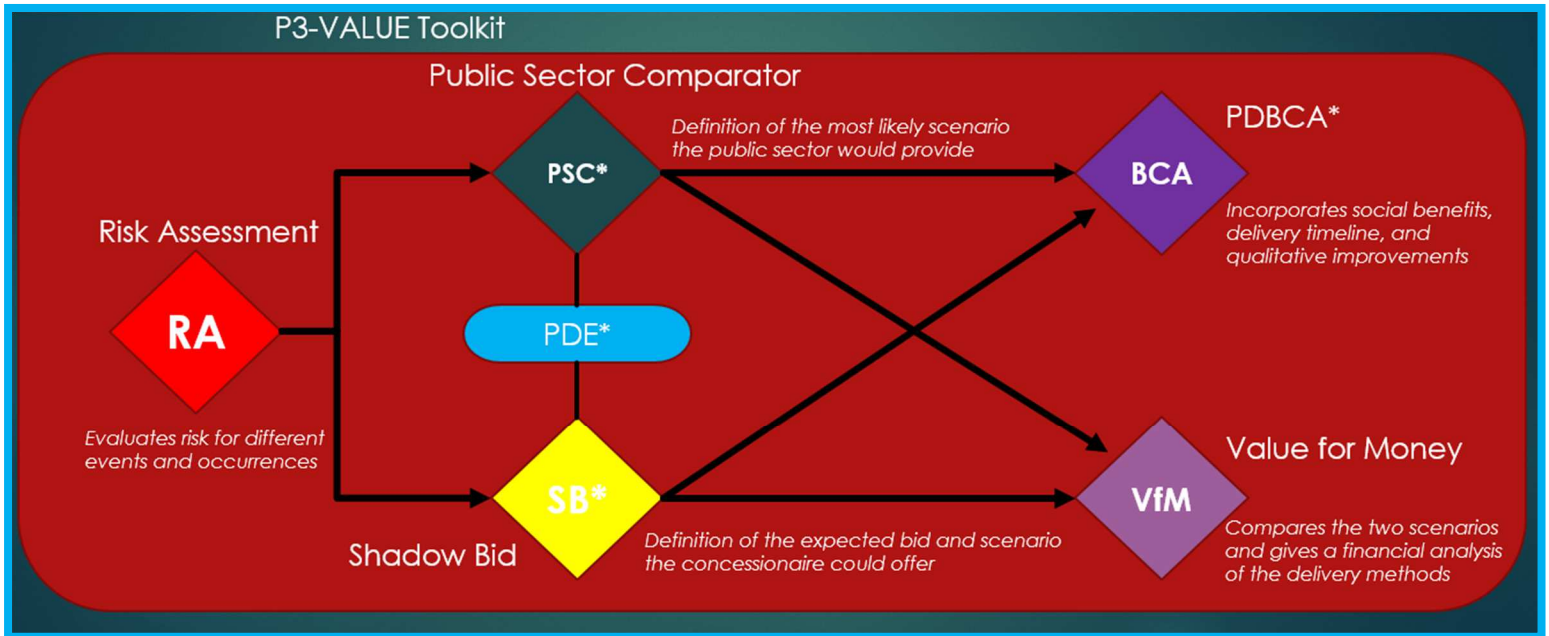 P3-VALUE Toolkit
Public Sector Comparator
PSC*
Definition of the most likely scenario
the public sector would provide
BCA
PDBCA*
Incorporates social benefits,
delivery timeline, and
qualitative improvements
Risk Assessment
RA
Evaluates risk for different
events and occurrences
PDE*
SB*
Shadow Bid
Definition of the expected bid and scenario
the concessionaire could offer
VfM
Value for Money
Compares the two scenarios
and gives a financial analysis
of the delivery methods